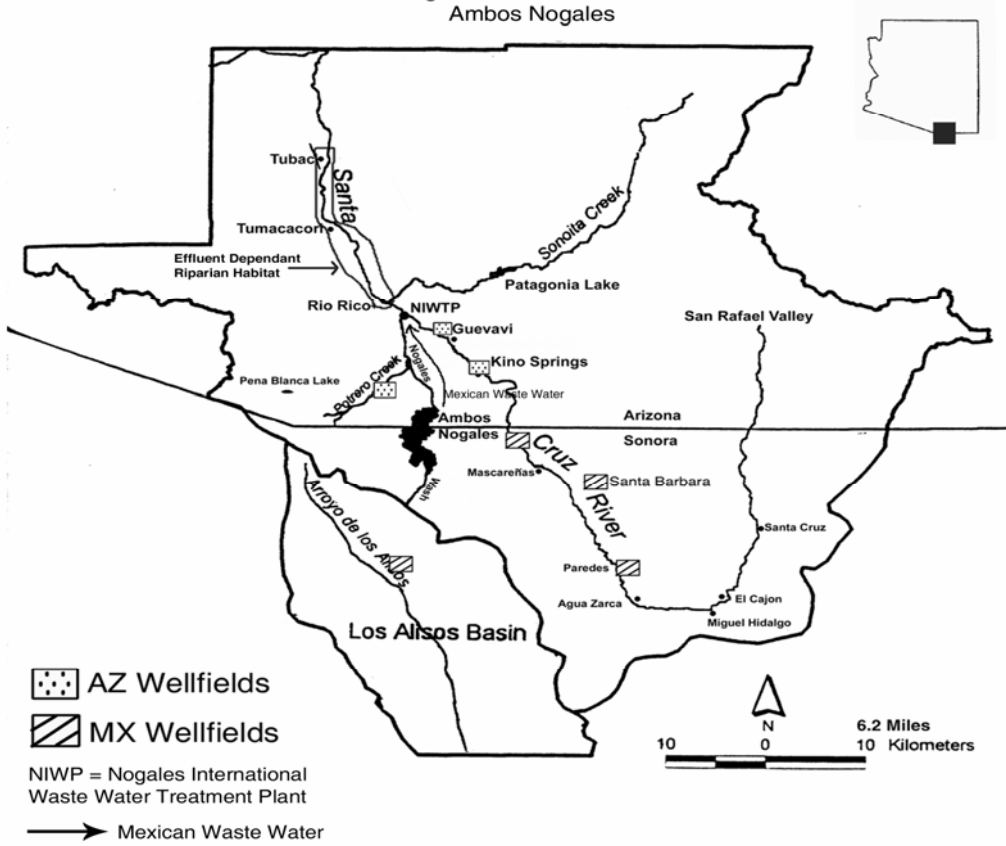 Ambos Nogales
Tubac
Santa
Tumacacori
Sonoita Creek
Effluent Dependant
Riparian Habitat
Patagonia Lake
Rio Rico
NIWTP
San Rafael Valley
Guevavi
Kino Springs
Nogales
Potrero Creek
Pena Blanca Lake
Mexican Waste Water
Ambos
Nogales
Arizona
Sonora
Cruz
Mascareñas
Santa Barbara
Wash
River
Arroyo de los Alisos
Santa Cruz
Paredes
Agua Zarca
El Cajon
Miguel Hidalgo
Los Alisos Basin
AZ Wellfields
MX Wellfields
N
6.2 Miles
10 0 10 Kilometers
NIWP = Nogales International
Waste Water Treatment Plant
Mexican Waste Water